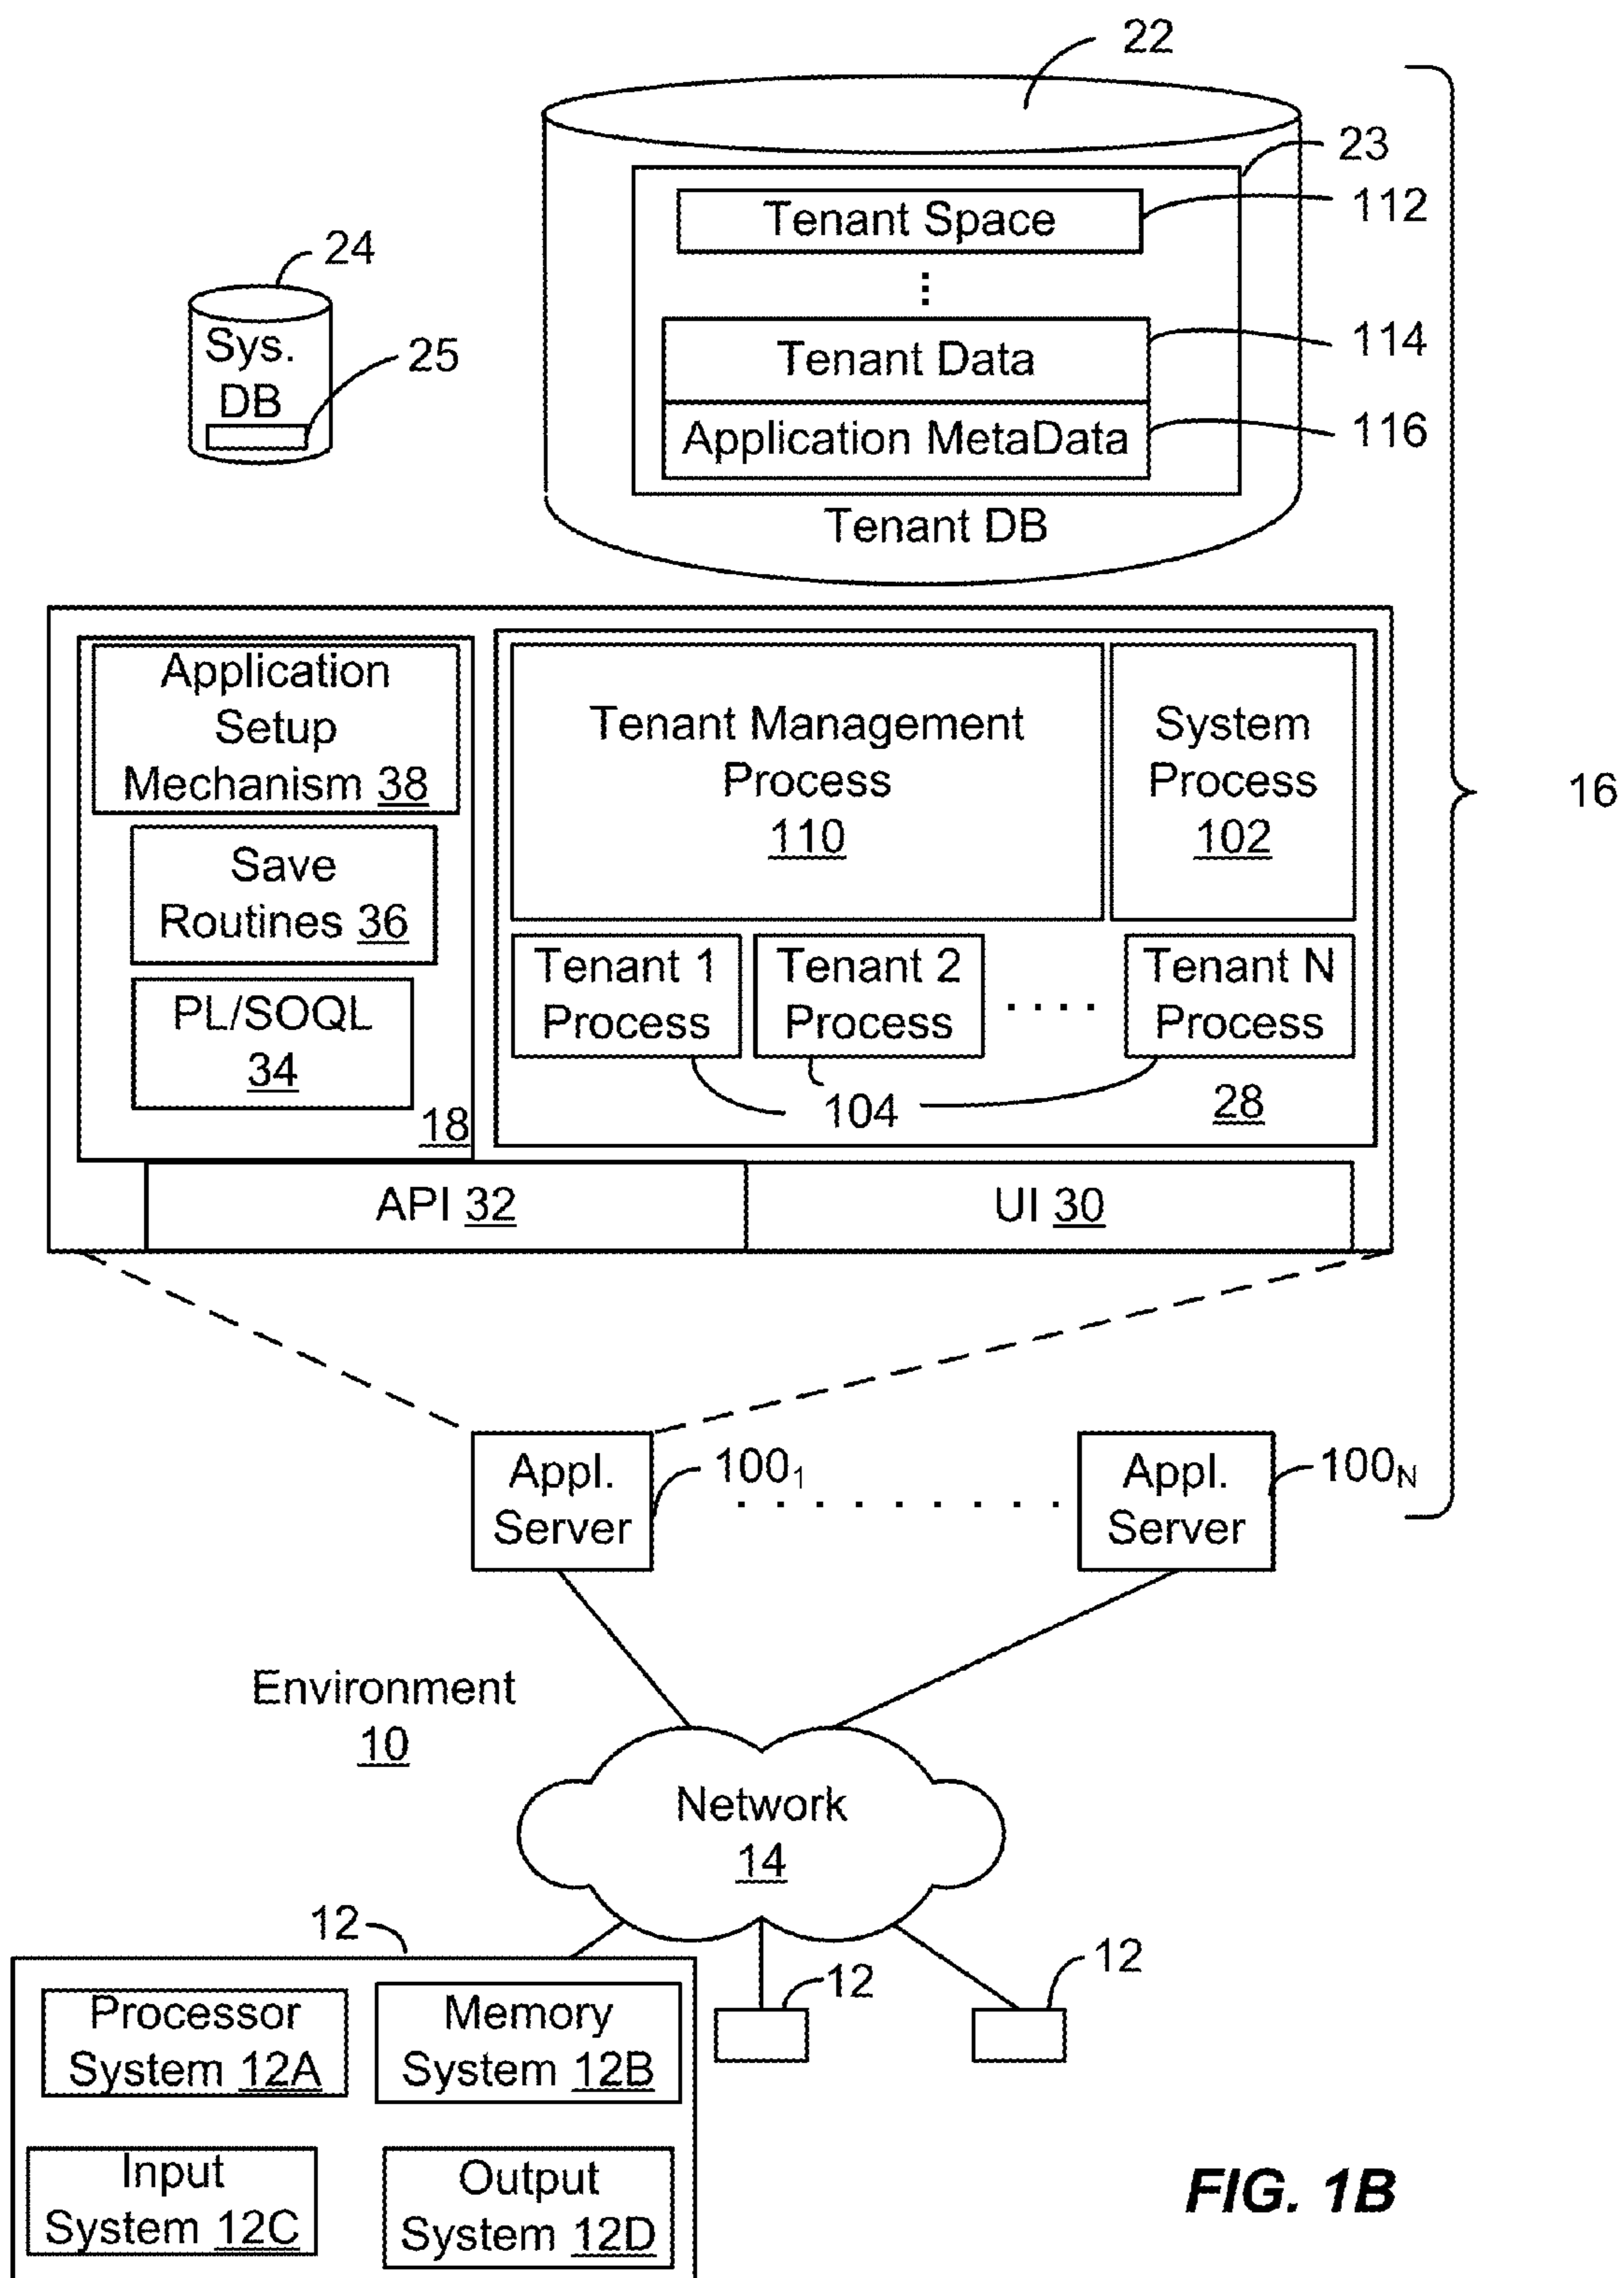 22
23
Tenant Space
112
24
Sys.
DB
25
Tenant Data
114
Application MetaData
116
Tenant DB
Application
Setup
Mechanism 38
Save
Routines 36
PL/SOQL
34
18
Tenant Management
Process
110
System
Process
102
16
Tenant 1
Process
Tenant 2
Process
....
Tenant N
Process
104
28
API 32
UI 30
Appl.
Server
100₁
Appl.
Server
100N
Environment
10
Network
14
12
12
12
Processor
System 12A
Memory
System 12B
Input
System 12C
Output
System 12D
FIG. 1B